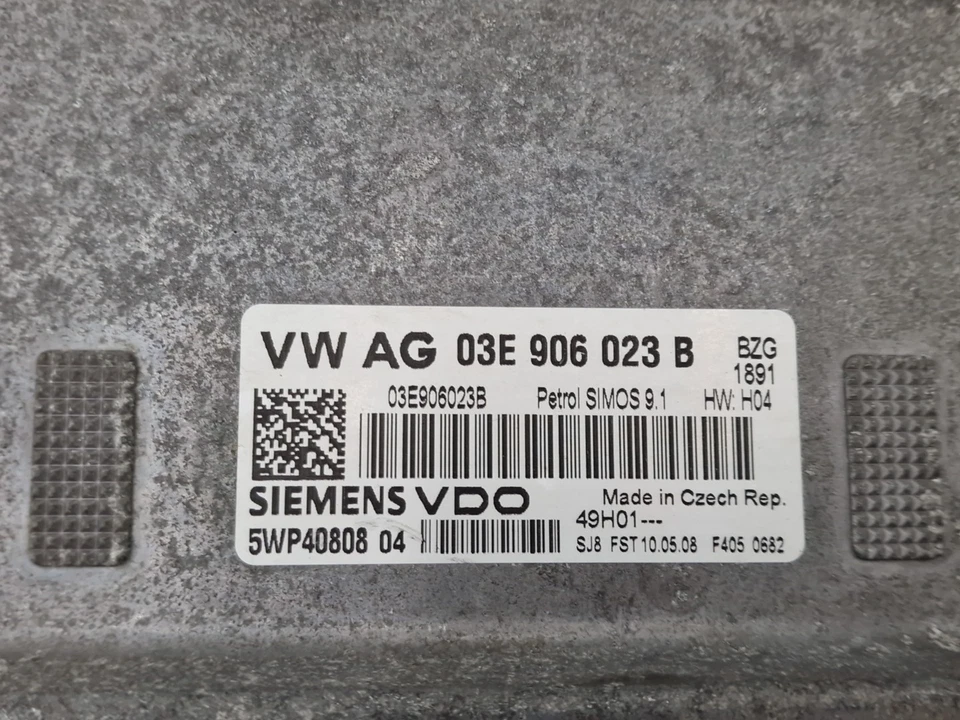 VW AG 03E 906 023 B BZG
1891
03E906023B Petrol SIMOS 9.1 HW: H04
SIEMENS VDO Made in Czech Rep.
49H01---
5WP40808 04 SJ8 FST 10.05.08 F405 0682